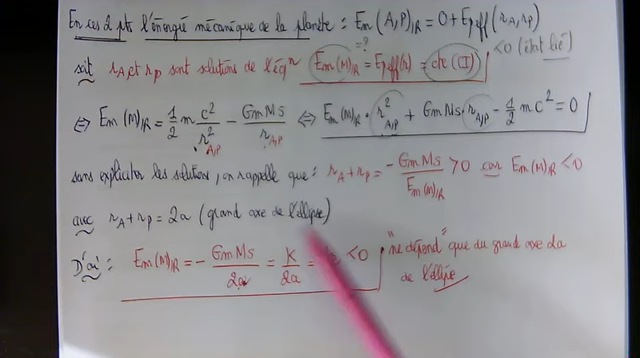 En ces 2 pts l'énergie mécanique de la planète : Em(A,P)/R = 0 + Ep,eff(rA,rP)
soit rA et rP sont solutions de l'éqⁿ Em(M)/R =? Ep,eff(r) = cte (CI) <0 (état lié)
⇔ Em(M)/R = 1/2 m C²/r²A,P - GmMs/rA,P ⇔ Em(M)/R · r²A,P + GmMs · rA,P - 1/2 m C² = 0
sans expliciter les solutions, on rappelle que : rA + rP = -GmMs/Em(M)/R > 0 car Em(M)/R < 0
avec rA + rP = 2a (grand axe de l'ellipse)
D'où : Em(M)/R = - GmMs/2a = K/2a = < 0 "ne dépend" que du grand axe 2a
de l'ellipse